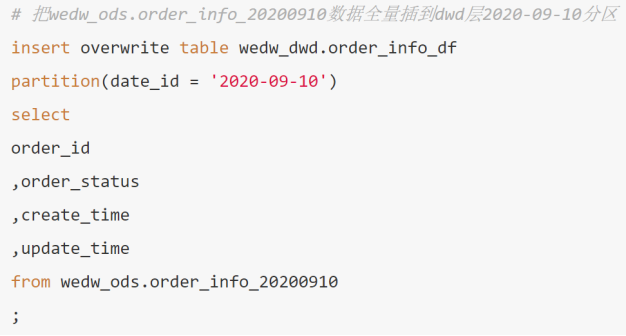 # 把wedw_ods.order_info_20200910数据全量插到dwd层2020-09-10分区
insert overwrite table wedw_dwd.order_info_df
partition(date_id = '2020-09-10')
select
order_id
,order_status
,create_time
,update_time
from wedw_ods.order_info_20200910
;